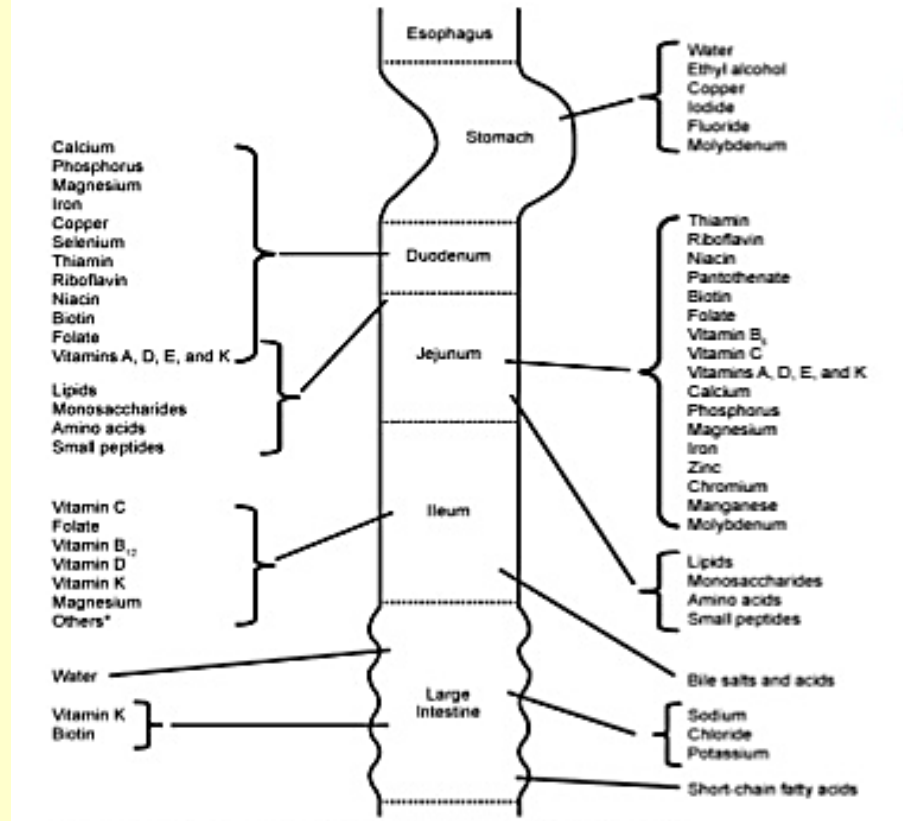 Esophagus
Stomach
Water
Ethyl alcohol
Copper
Iodide
Fluoride
Molybdenum
Calcium
Phosphorus
Magnesium
Iron
Copper
Selenium
Thiamin
Riboflavin
Niacin
Biotin
Folate
Vitamins A, D, E, and K
Lipids
Monosaccharides
Amino acids
Small peptides
Duodenum
Jejunum
Thiamin
Riboflavin
Niacin
Pantothenate
Biotin
Folate
Vitamin B₆
Vitamin C
Vitamins A, D, E, and K
Calcium
Phosphorus
Magnesium
Iron
Zinc
Chromium
Manganese
Molybdenum
Lipids
Monosaccharides
Amino acids
Small peptides
Vitamin C
Folate
Vitamin B₁₂
Vitamin D
Vitamin K
Magnesium
Others*
Ileum
Bile salts and acids
Water
Vitamin K
Biotin
Large
Intestine
Sodium
Chloride
Potassium
Short-chain fatty acids